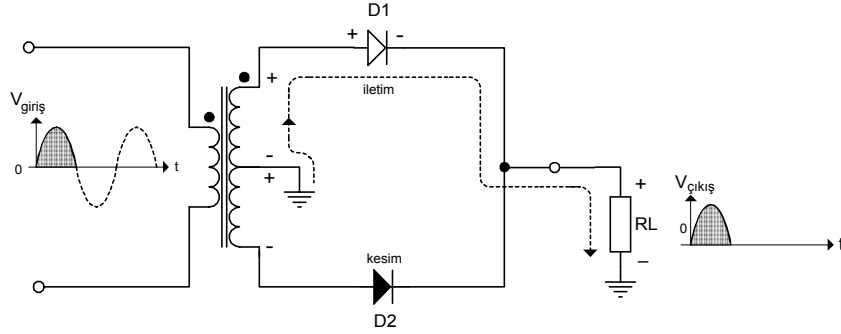 D1
+ -
+
iletim
Vgiriş
0
t
-
+
-
+
Vçıkış
0
RL
–
t
kesim
D2